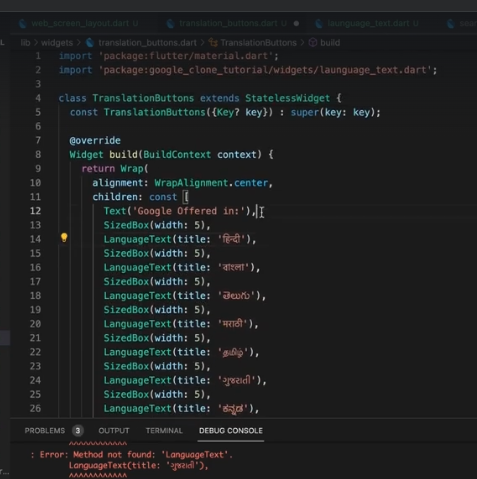 web_screen_layout.dart U
translation_buttons.dart U
launguage_text.dart U
lib > widgets > translation_buttons.dart > TranslationButtons > build
1 import 'package:flutter/material.dart';
2 import 'package:google_clone_tutorial/widgets/launguage_text.dart';
3
4 class TranslationButtons extends StatelessWidget {
5 const TranslationButtons({Key? key}) : super(key: key);
6
7 @override
8 Widget build(BuildContext context) {
9 return Wrap(
10 alignment: WrapAlignment.center,
11 children: const [
12 Text('Google Offered in:'),
13 SizedBox(width: 5),
14 LanguageText(title: 'हिन्दी'),
15 SizedBox(width: 5),
16 LanguageText(title: 'বাংলা'),
17 SizedBox(width: 5),
18 LanguageText(title: 'తెలుగు'),
19 SizedBox(width: 5),
20 LanguageText(title: 'मराठी'),
21 SizedBox(width: 5),
22 LanguageText(title: 'தமிழ்'),
23 SizedBox(width: 5),
24 LanguageText(title: 'ગુજરાતી'),
25 SizedBox(width: 5),
26 LanguageText(title: 'ಕನ್ನಡ'),
PROBLEMS 3 OUTPUT TERMINAL DEBUG CONSOLE
^^^^^^^^^^^^
: Error: Method not found: 'LanguageText'.
LanguageText(title: 'ગુજરાતી'),
^^^^^^^^^^^^